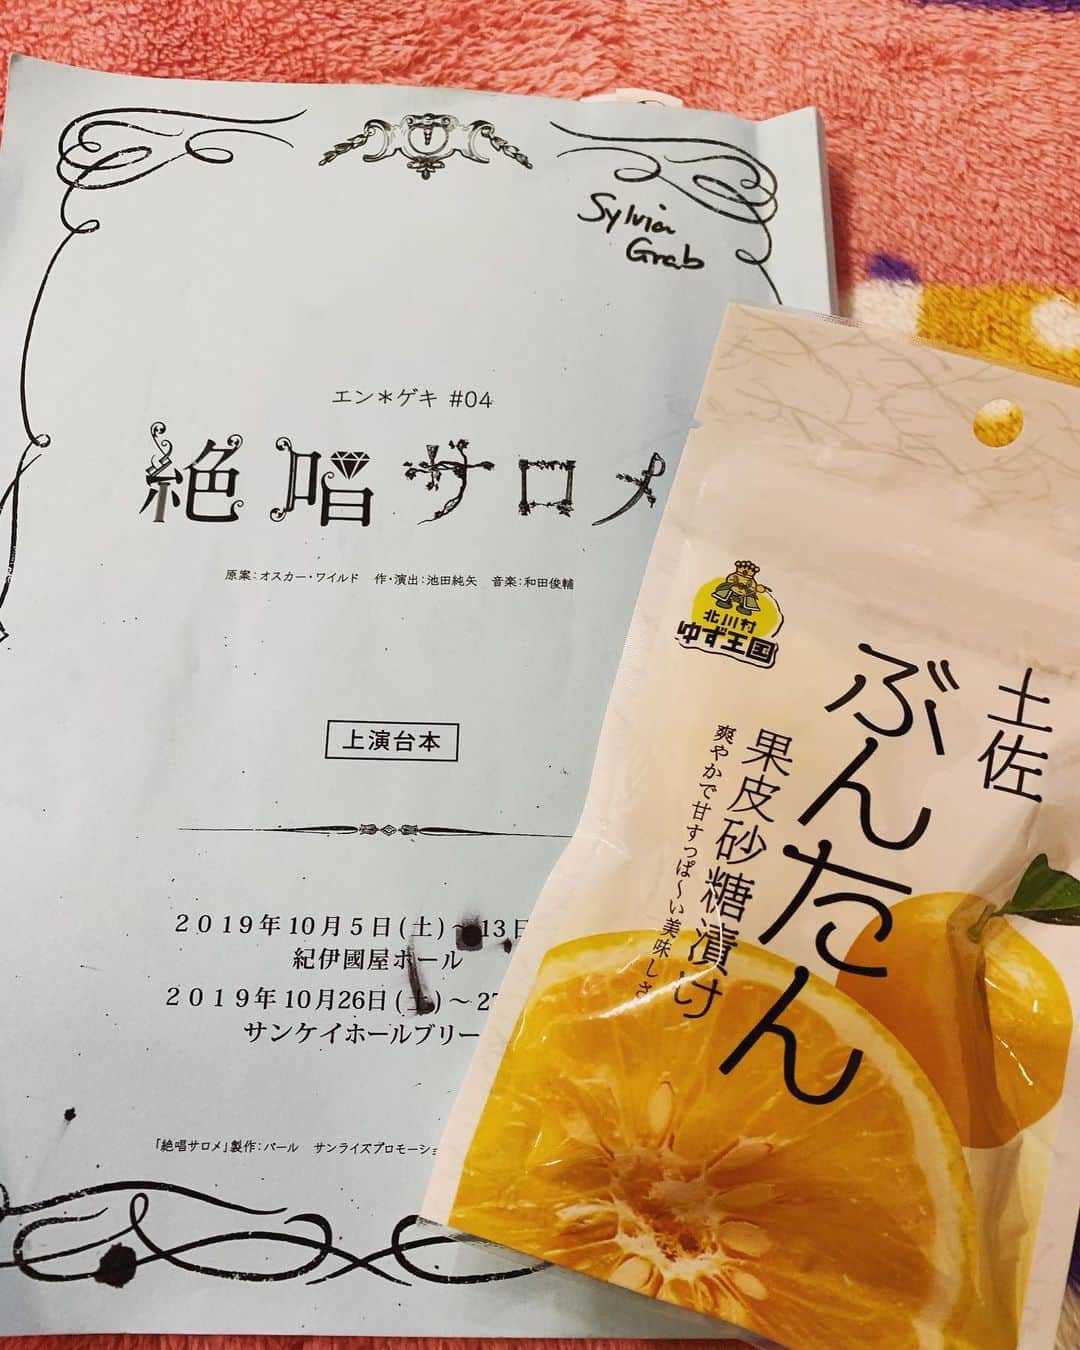 Sylvia
Grab
エン＊ゲキ #04
絶唱サロメ
原案：オスカー・ワイルド 作・演出：池田純矢 音楽：和田俊輔
上演台本
2019年10月5日(土)～13日
紀伊國屋ホール
2019年10月26日(土)～27
サンケイホールブリー
「絶唱サロメ」製作：バール サンライズプロモーショ
北川村
ゆず王国
土佐
ぶんたん
果皮砂糖漬け
爽やかで甘すっぱ～い美味しさ